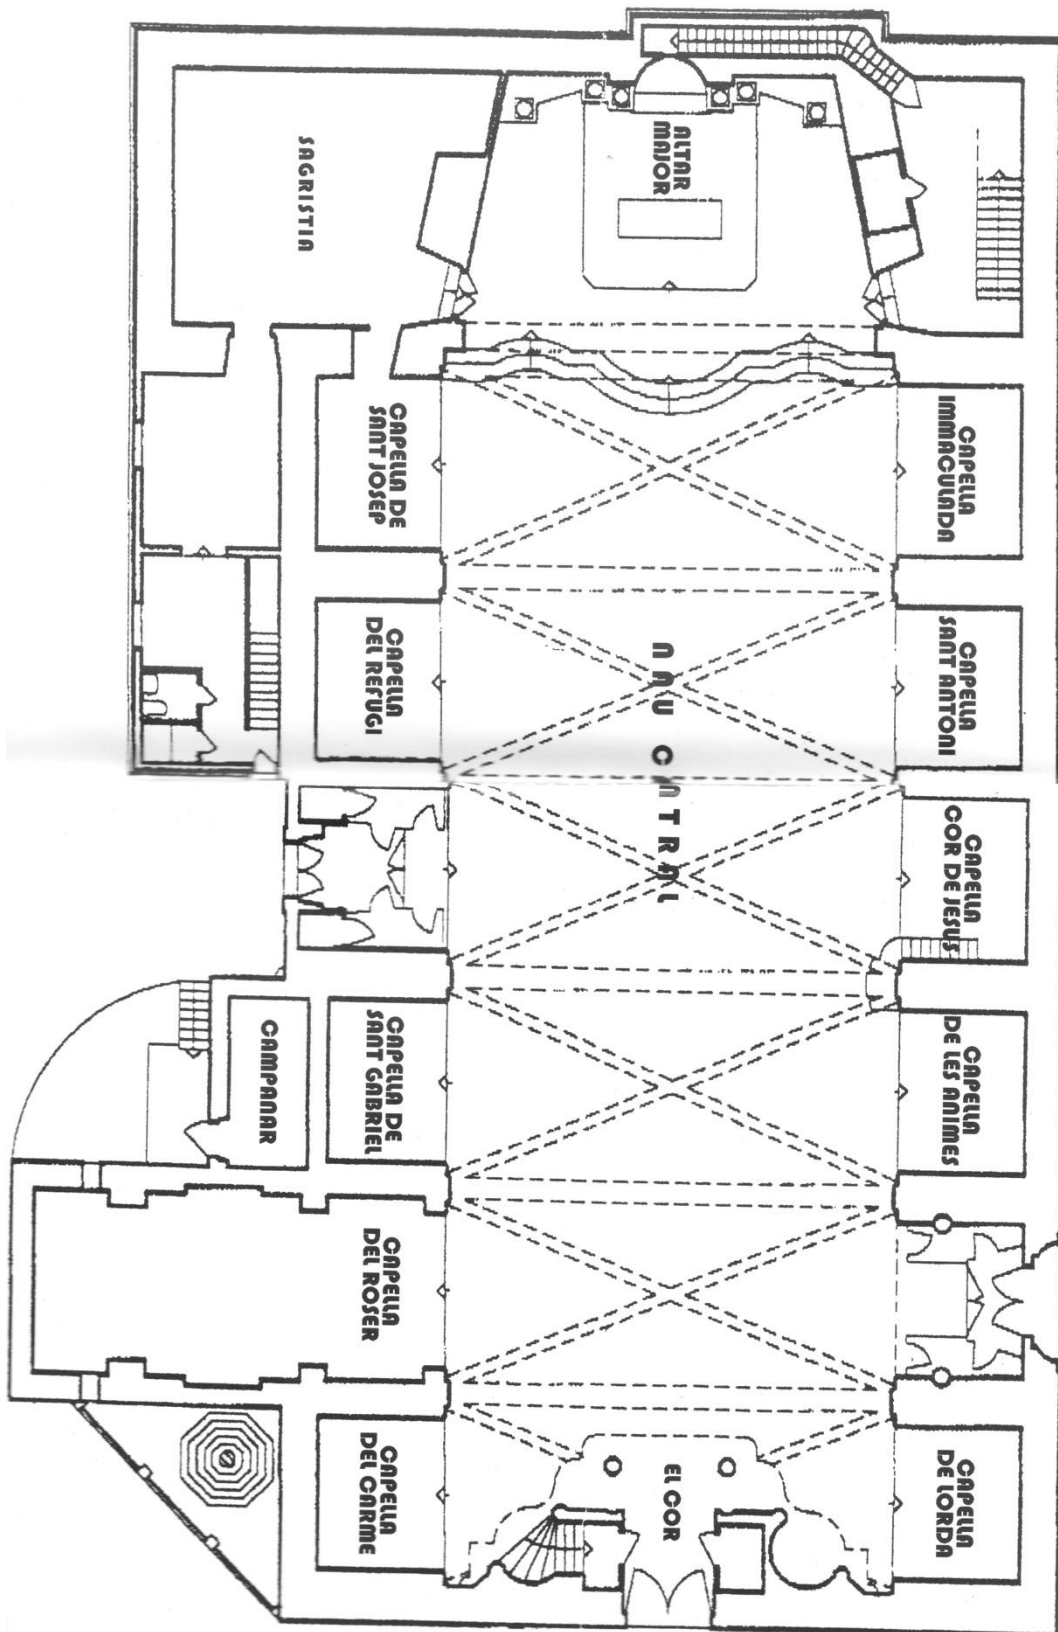 SAGRISTIA
ALTAR
MAJOR
CAPELLA DE
SANT JOSEP
CAPELLA
IMMACULADA
CAPELLA
DEL REFUGI
CAPELLA
SANT ANTONI
NAU C NTRAL
CAPELLA
COR DE JESUS
CAMPANAR
CAPELLA DE
SANT GABRIEL
CAPELLA
DE LES ANIMES
CAPELLA
DEL ROSER
CAPELLA
DEL CARME
EL COR
CAPELLA
DE LORDA